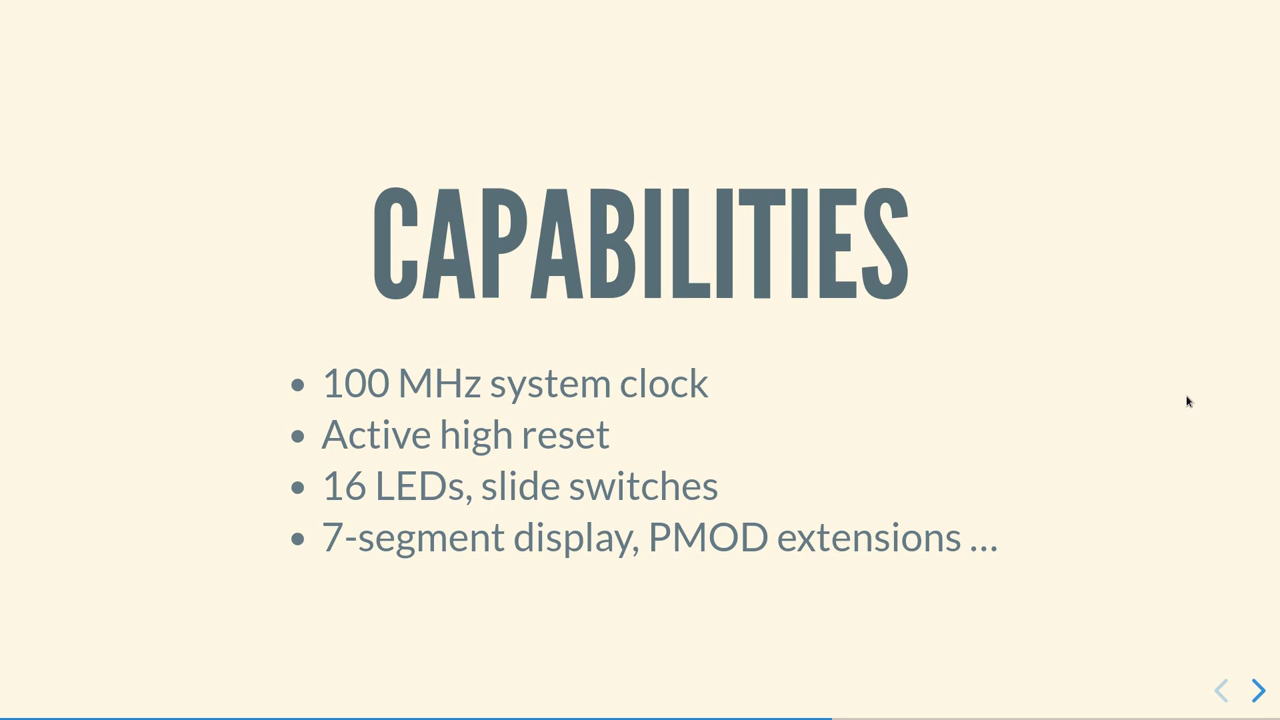 CAPABILITIES
• 100 MHz system clock
• Active high reset
• 16 LEDs, slide switches
• 7-segment display, PMOD extensions ...